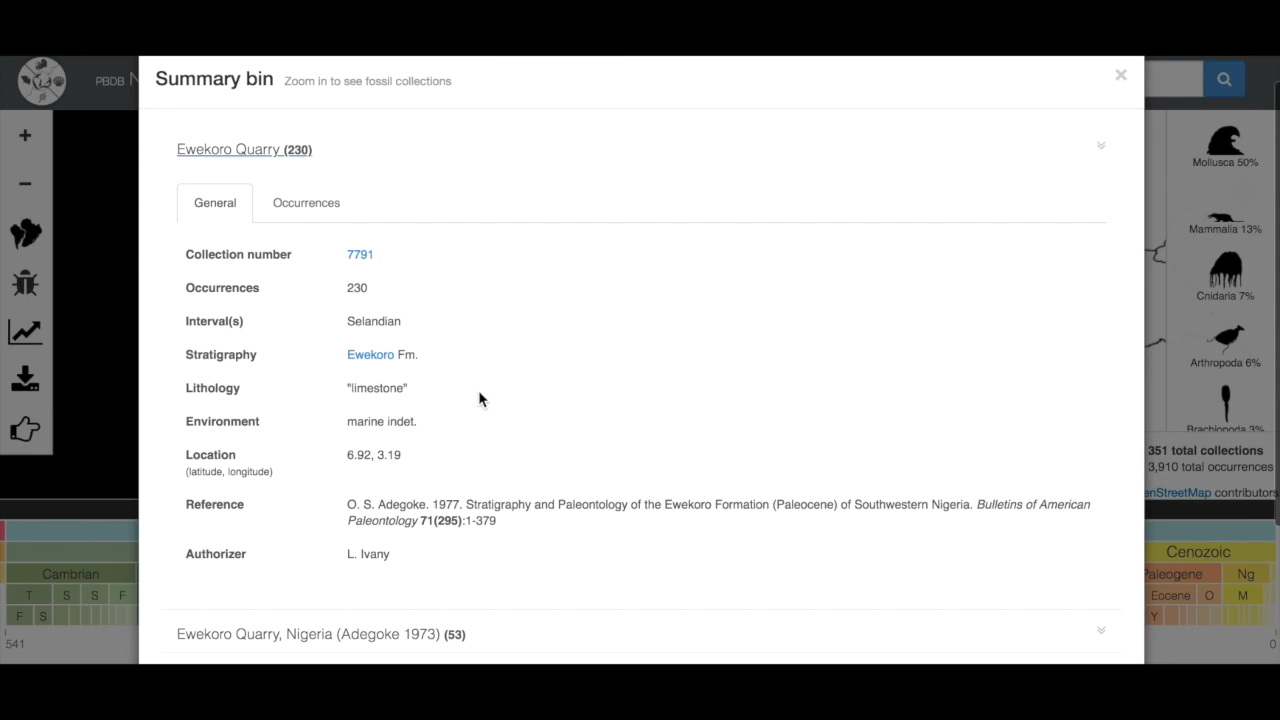 PBDB N
Summary bin Zoom in to see fossil collections ×
Ewekoro Quarry (230)
General Occurrences
Collection number 7791
Occurrences 230
Interval(s) Selandian
Stratigraphy Ewekoro Fm.
Lithology "limestone"
Environment marine indet.
Location 6.92, 3.19
(latitude, longitude)
Reference O. S. Adegoke. 1977. Stratigraphy and Paleontology of the Ewekoro Formation (Paleocene) of Southwestern Nigeria. Bulletins of American
Paleontology 71(295):1-379
Authorizer L. Ivany
Ewekoro Quarry, Nigeria (Adegoke 1973) (53)
Mollusca 50%
Mammalia 13%
Cnidaria 7%
Arthropoda 6%
Brachiopoda 3%
351 total collections
3,910 total occurrences
enStreetMap contributors
Cambrian
T S S F
F S
541
Cenozoic
Paleogene Ng
Eocene O M
Y
0